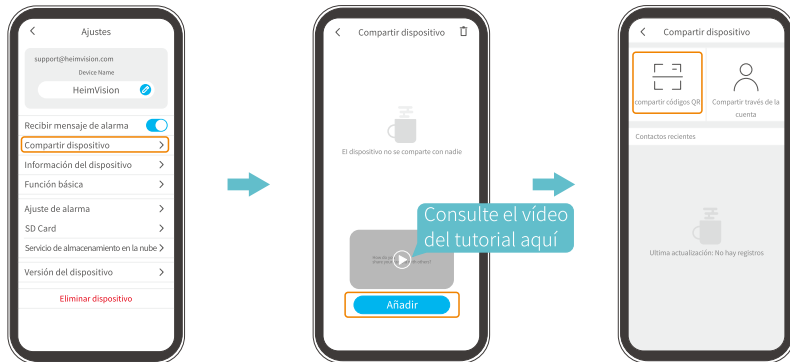 Ajustes
support@heimvision.com
Device Name
HeimVision
Recibir mensaje de alarma
Compartir dispositivo
Información del dispositivo
Función básica
Ajuste de alarma
SD Card
Servicio de almacenamiento en la nube
Versión del dispositivo
Eliminar dispositivo
Compartir dispositivo
El dispositivo no se comparte con nadie
Consulte el vídeo
del tutorial aquí
Añadir
Compartir dispositivo
compartir códigos QR
Compartir través de la
cuenta
Contactos recientes
Ultima actualización: No hay registros